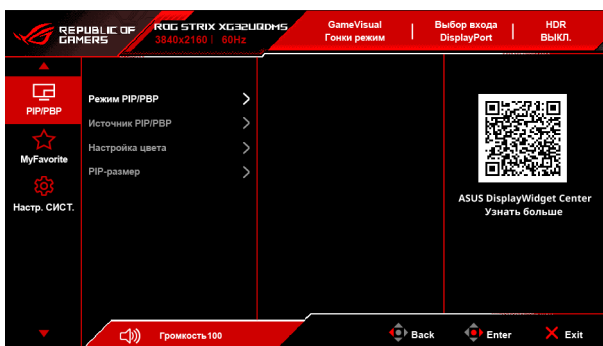 REPUBLIC OF
GAMERS
ROG STRIX XG32UQDMS
3840x2160 | 60Hz
GameVisual
Гонки режим
Выбор входа
DisplayPort
HDR
ВЫКЛ.
PIP/PBP
MyFavorite
Настр. СИСТ.
Режим PIP/PBP
Источник PIP/PBP
Настройка цвета
PIP-размер
ASUS DisplayWidget Center
Узнать больше
Громкость 100
Back
Enter
Exit